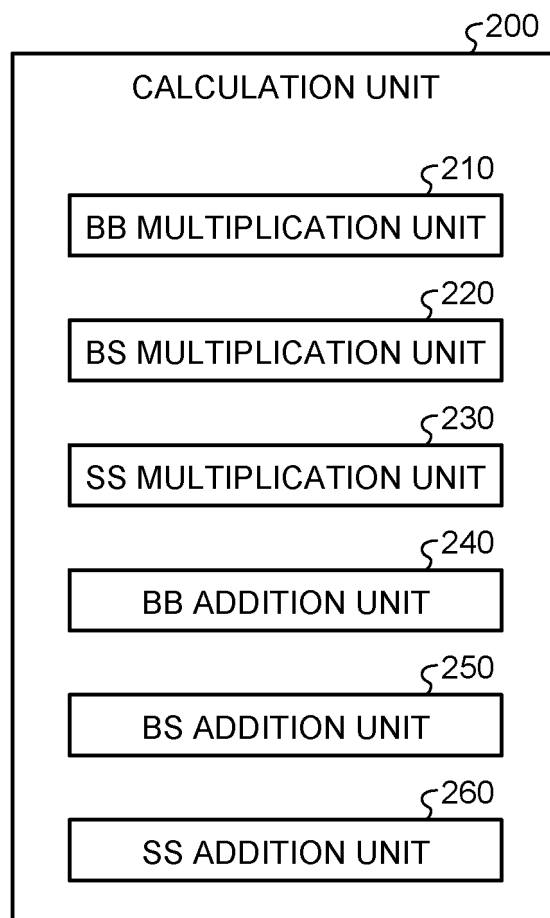 200
CALCULATION UNIT
210
BB MULTIPLICATION UNIT
220
BS MULTIPLICATION UNIT
230
SS MULTIPLICATION UNIT
240
BB ADDITION UNIT
250
BS ADDITION UNIT
260
SS ADDITION UNIT